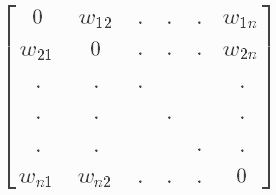 0 w₁₂ . . . w₁ₙ
w₂₁ 0 . . . w₂ₙ
. . . .
. . . .
. . . .
wₙ₁ wₙ₂ . . . 0